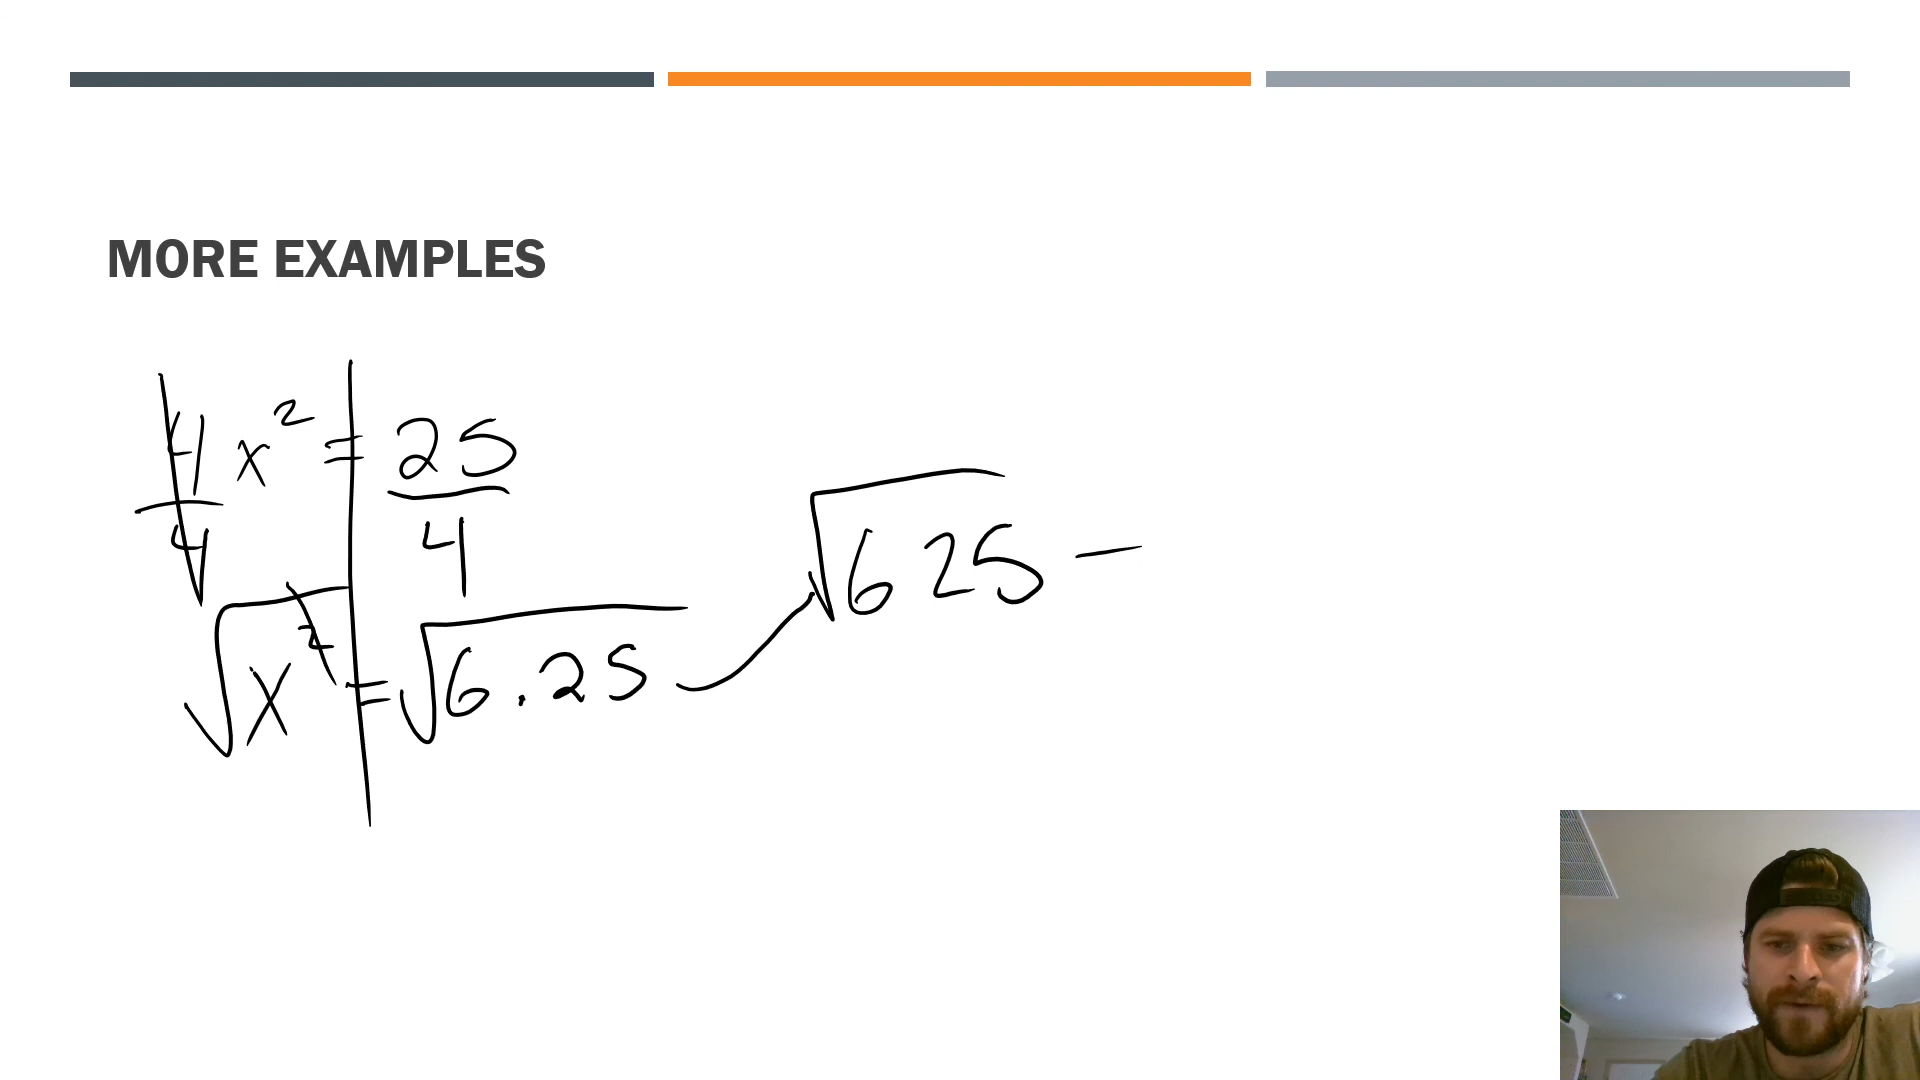 MORE EXAMPLES
4x² = 25
4 4
√x² = √6.25
√625 –